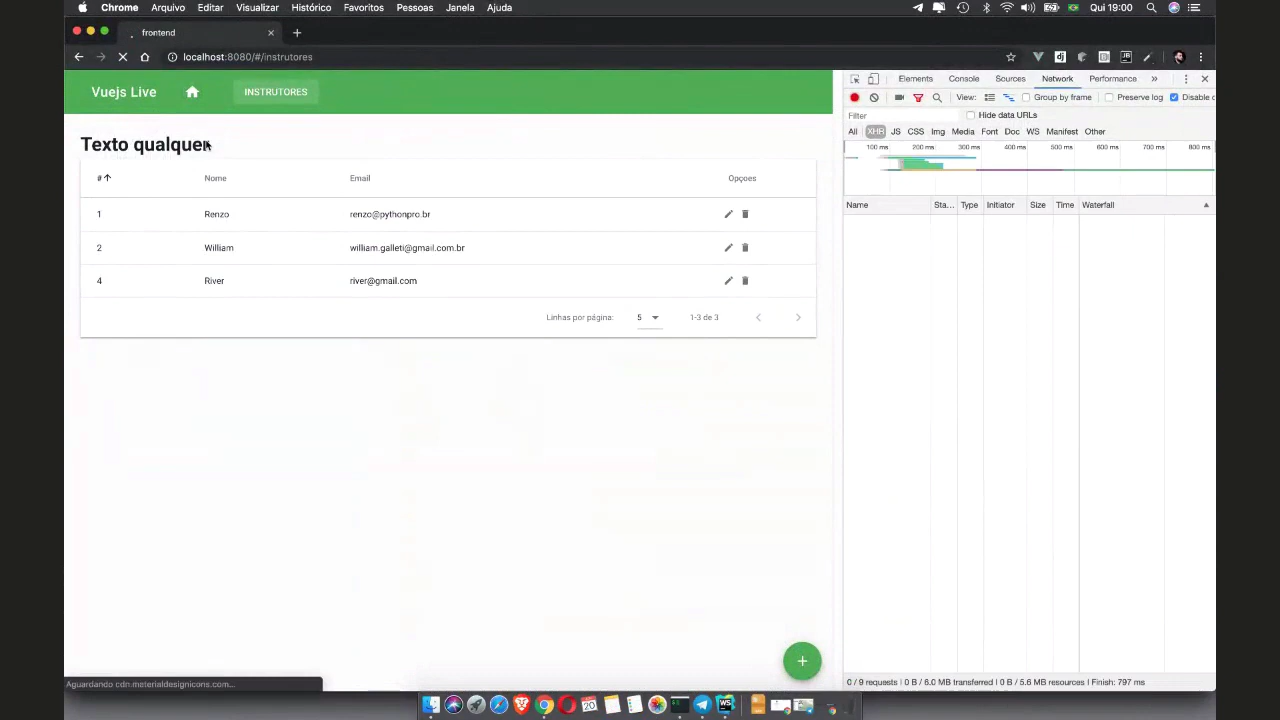 Chrome Arquivo Editar Visualizar Histórico Favoritos Pessoas Janela Ajuda Qui 19:00
frontend
localhost:8080/#/instrutores
Vuejs Live INSTRUTORES
Texto qualquer
# Nome Email Opçoes
1 Renzo renzo@pythonpro.br
2 William william.galleti@gmail.com.br
4 River river@gmail.com
Linhas por página: 5 1-3 de 3
Aguardando cdn.materialdesignicons.com...
Elements Console Sources Network Performance
View: Group by frame Preserve log Disable c
Filter Hide data URLs
All XHR JS CSS Img Media Font Doc WS Manifest Other
100 ms 200 ms 300 ms 400 ms 500 ms 600 ms 700 ms 800 ms
Name Sta... Type Initiator Size Time Waterfall
0 / 9 requests | 0 B / 6.0 MB transferred | 0 B / 5.6 MB resources | Finish: 797 ms